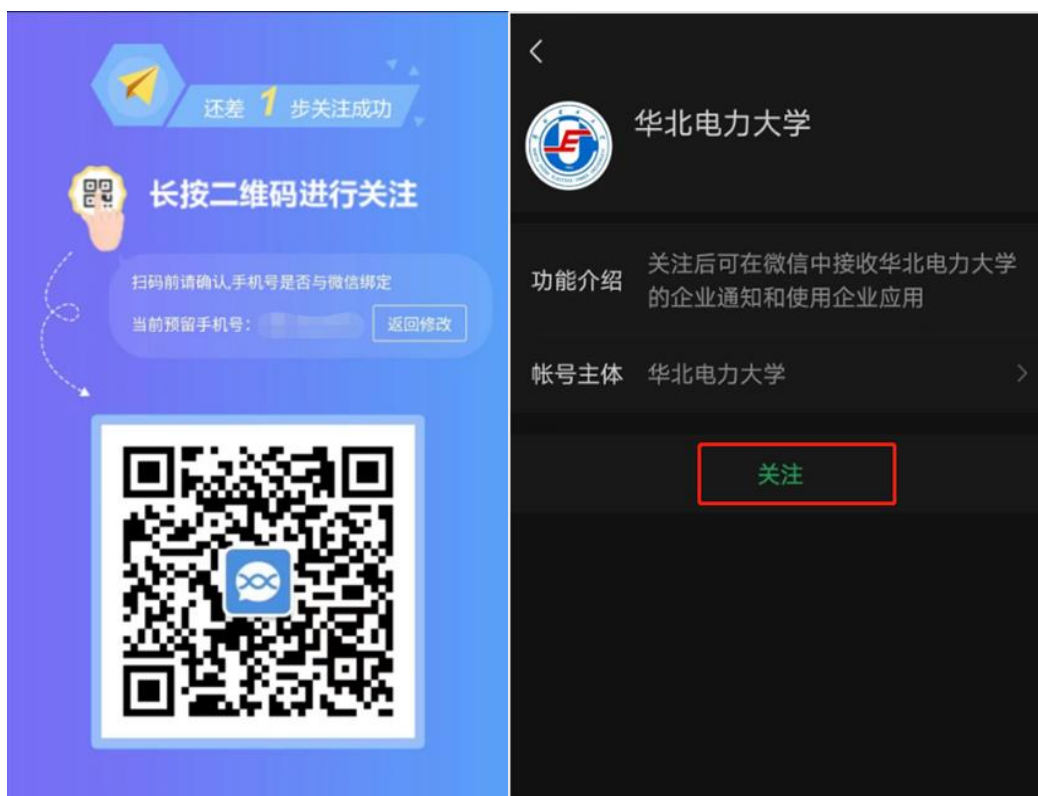 还差 1 步关注成功
长按二维码进行关注
扫码前请确认,手机号是否与微信绑定
当前预留手机号:
返回修改
华北电力大学
功能介绍
关注后可在微信中接收华北电力大学
的企业通知和使用企业应用
帐号主体
华北电力大学
关注